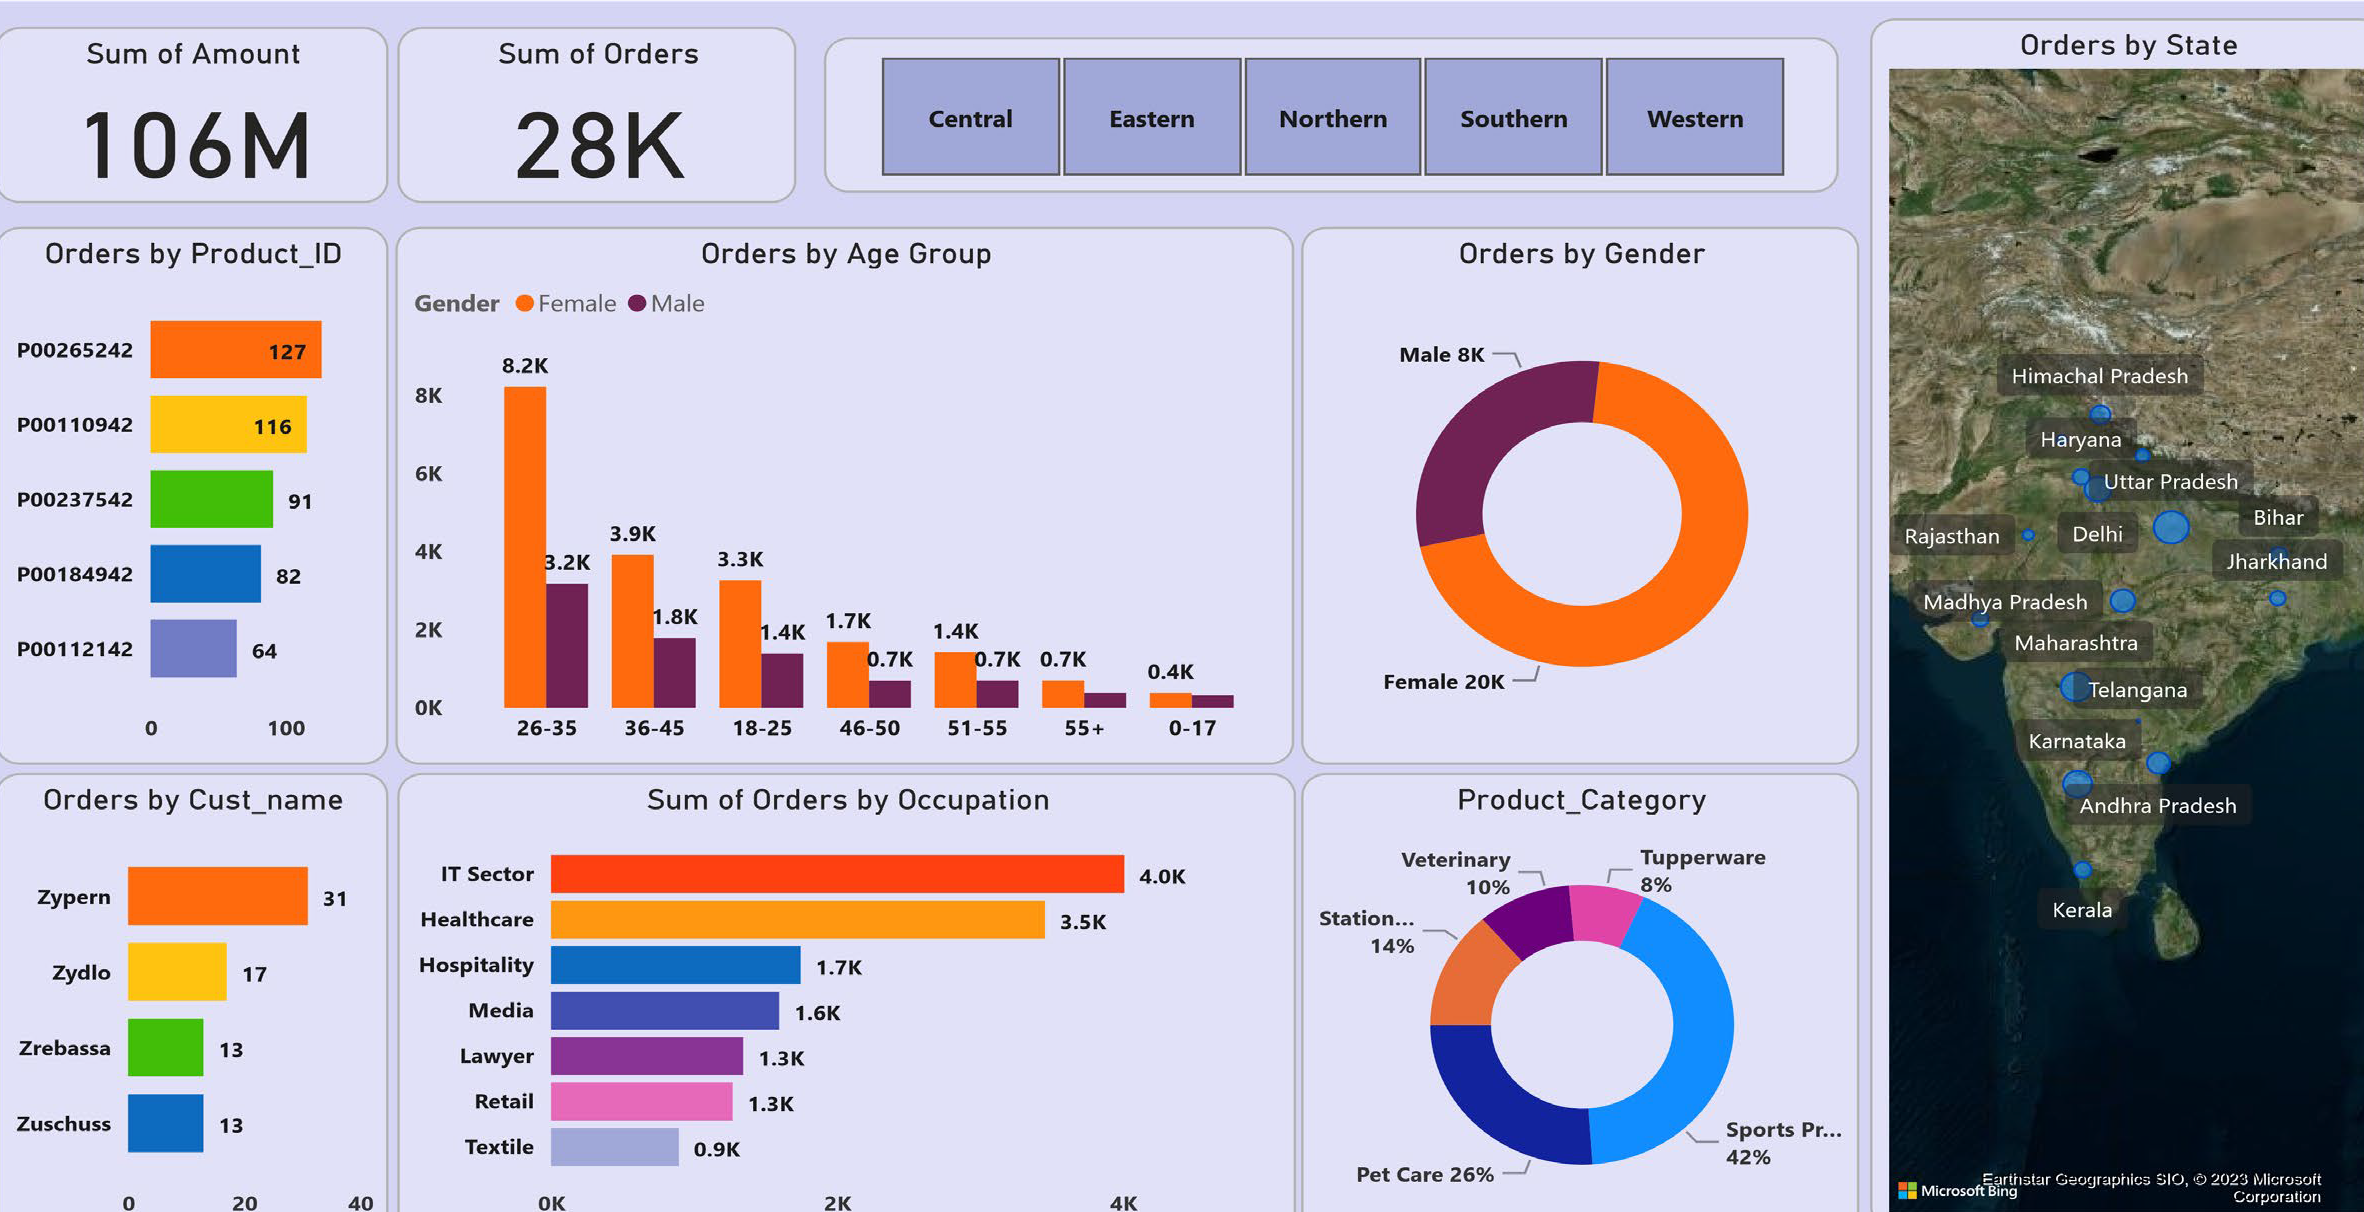 Sum of Amount
106M
Sum of Orders
28K
Central
Eastern
Northern
Southern
Western
Orders by State
Himachal Pradesh
Haryana
Uttar Pradesh
Bihar
Rajasthan
Delhi
Jharkhand
Madhya Pradesh
Maharashtra
Telangana
Karnataka
Andhra Pradesh
Kerala
Microsoft Bing
Earthstar Geographics SIO, © 2023 Microsoft
Corporation
Orders by Product_ID
P00265242
127
P00110942
116
P00237542
91
P00184942
82
P00112142
64
0
100
Orders by Age Group
Gender
Female
Male
8K
6K
4K
2K
0K
8.2K
3.2K
3.9K
1.8K
3.3K
1.4K
1.7K
0.7K
1.4K
0.7K
0.7K
0.4K
26-35
36-45
18-25
46-50
51-55
55+
0-17
Orders by Gender
Male 8K
Female 20K
Orders by Cust_name
Zypern
31
Zydlo
17
Zrebassa
13
Zuschuss
13
0
20
40
Sum of Orders by Occupation
IT Sector
4.0K
Healthcare
3.5K
Hospitality
1.7K
Media
1.6K
Lawyer
1.3K
Retail
1.3K
Textile
0.9K
0K
2K
4K
Product_Category
Veterinary
10%
Tupperware
8%
Station...
14%
Sports Pr...
42%
Pet Care 26%